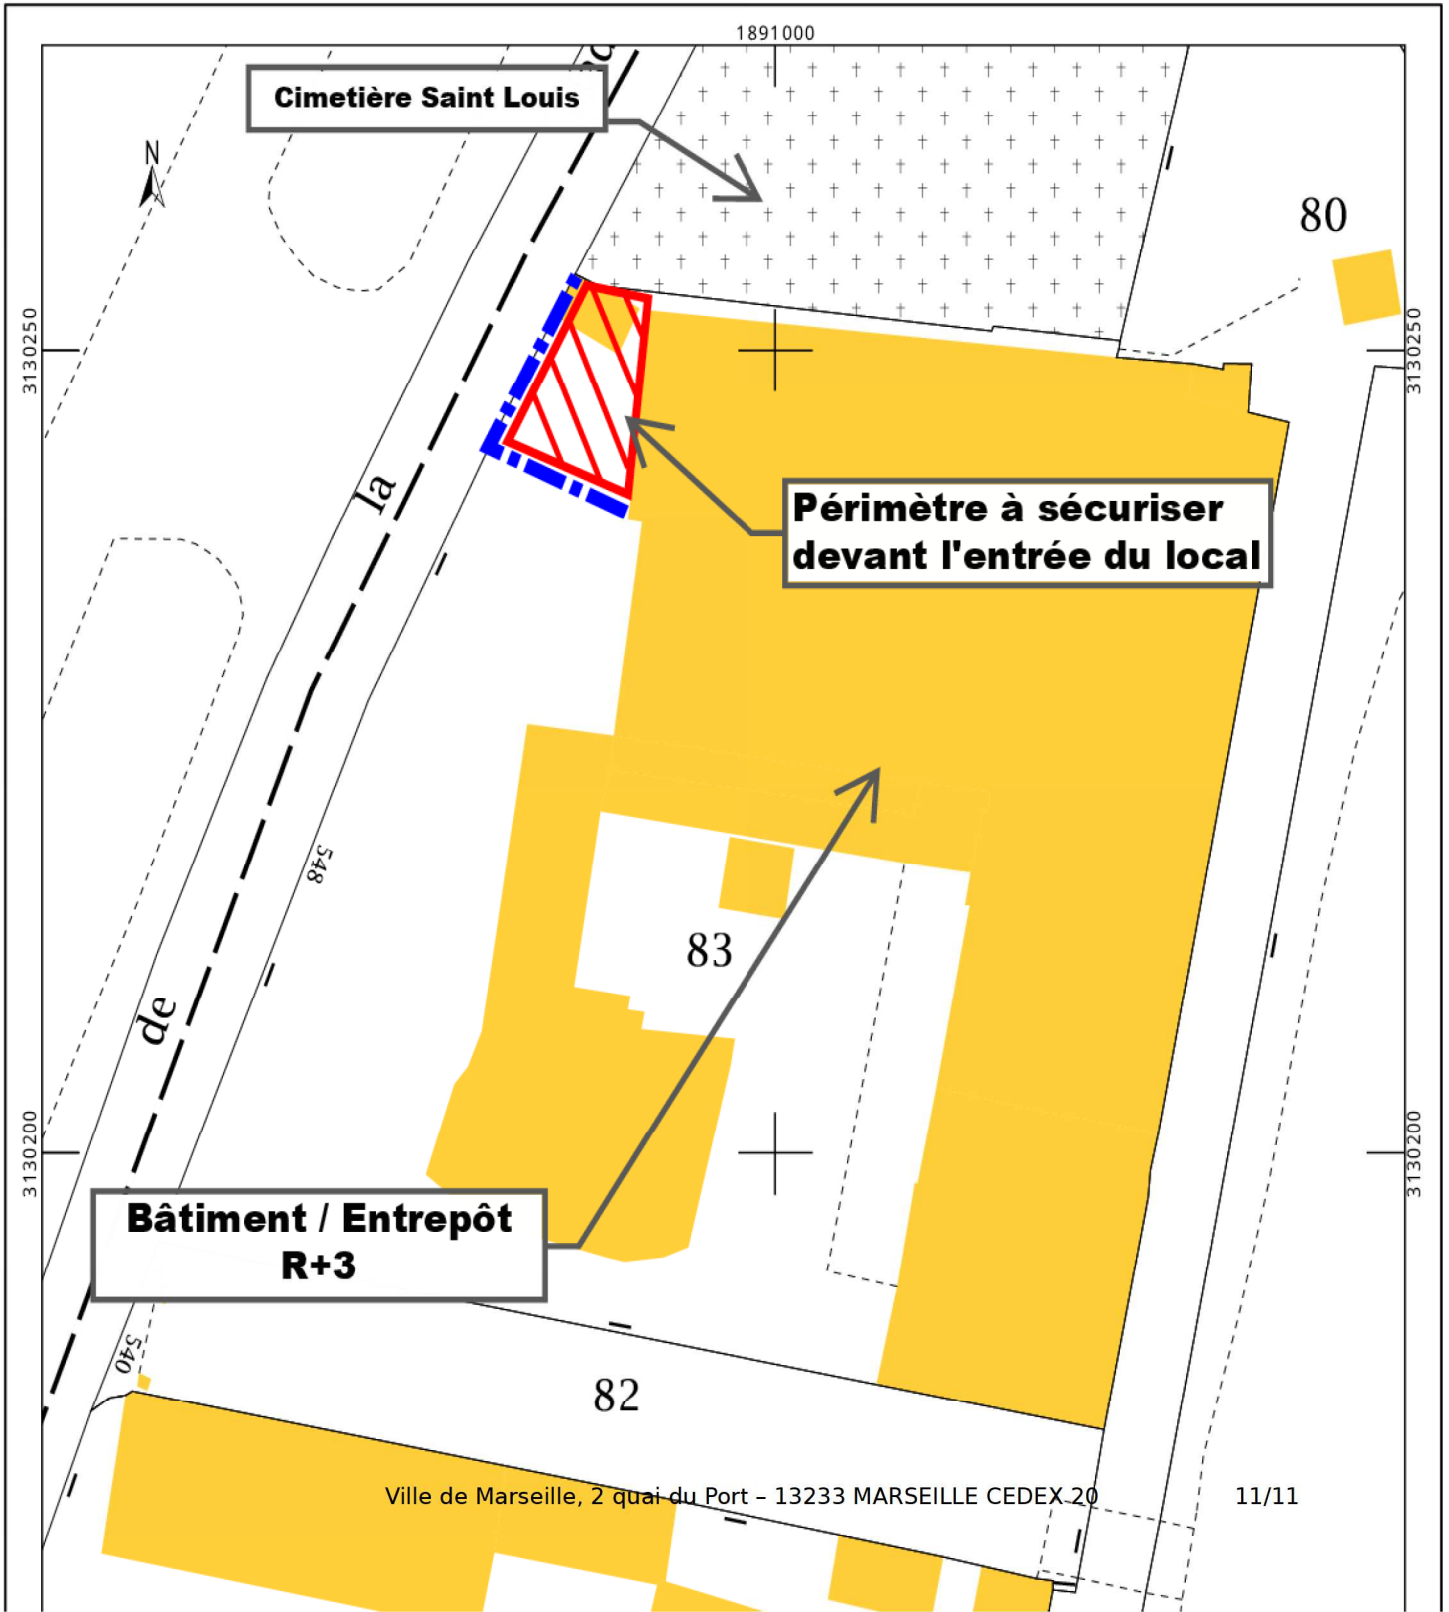 1891000
Cimetière Saint Louis
N
80
3130250
3130250
la
Périmètre à sécuriser
devant l'entrée du local
548
83
de
3130200
3130200
Bâtiment / Entrepôt
R+3
540
82
Ville de Marseille, 2 quai du Port – 13233 MARSEILLE CEDEX 20
11/11